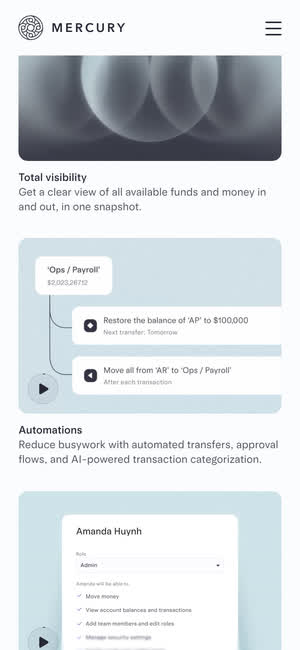 MERCURY
Total visibility
Get a clear view of all available funds and money in
and out, in one snapshot.
'Ops / Payroll'
$2,023,267.12
Restore the balance of 'AP' to $100,000
Next transfer: Tomorrow
Move all from 'AR' to 'Ops / Payroll'
After each transaction
Automations
Reduce busywork with automated transfers, approval
flows, and AI-powered transaction categorization.
Amanda Huynh
Role
Admin
Amanda will be able to:
Move money
View account balances and transactions
Add team members and edit roles
Manage security settings